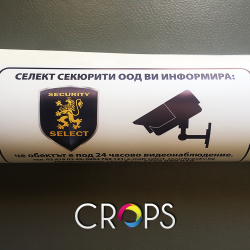 СЕЛЕКТ СЕКЮРИТИ ООД ВИ ИНФОРМИРА:
SECURITY
SELECT
че обектът е под 24 часово видеонаблюдение.
CROPS